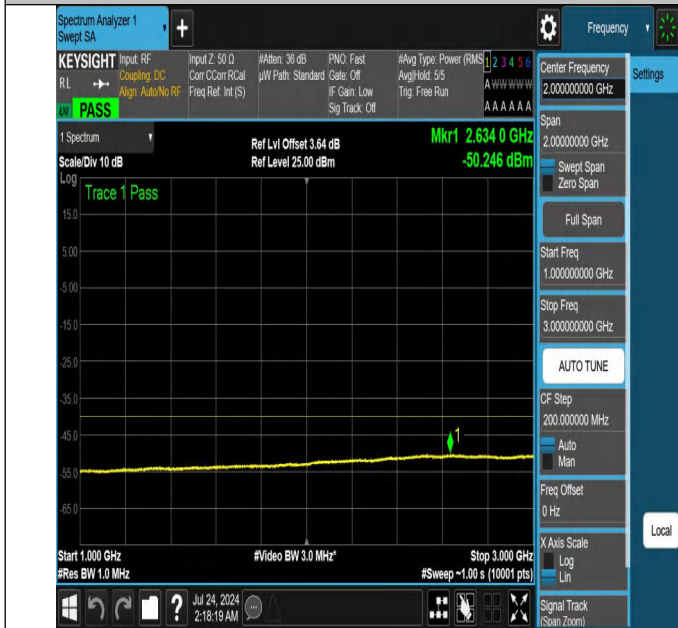 Spectrum Analyzer 1
Swept SA
+
Frequency
KEYSIGHT
RL
PASS
Input: RF
Coupling: DC
Align: Auto/No RF
Input Z: 50 Ω
Corr CCorr RCal
Freq Ref: Int (S)
#Atten: 36 dB
µW Path: Standard
PNO: Fast
Gate: Off
IF Gain: Low
Sig Track: Off
#Avg Type: Power (RMS
Avg|Hold: 5/5
Trig: Free Run
1 2 3 4 5 6
A W W W W W
A A A A A A
Center Frequency
2.000000000 GHz
Settings
Span
2.00000000 GHz
Swept Span
Zero Span
Full Span
Start Freq
1.000000000 GHz
Stop Freq
3.000000000 GHz
AUTO TUNE
CF Step
200.000000 MHz
Auto
Man
Freq Offset
0 Hz
X Axis Scale
Log
Lin
Signal Track
(Span Zoom)
Local
1 Spectrum
Scale/Div 10 dB
Ref Lvl Offset 3.64 dB
Ref Level 25.00 dBm
Mkr1 2.634 0 GHz
-50.246 dBm
Log
Trace 1 Pass
15.0
5.00
-5.00
-15.0
-25.0
-35.0
-45.0
-55.0
-65.0
1
Start 1.000 GHz
#Res BW 1.0 MHz
#Video BW 3.0 MHz*
Stop 3.000 GHz
#Sweep ~1.00 s (10001 pts)
?
Jul 24, 2024
2:18:19 AM